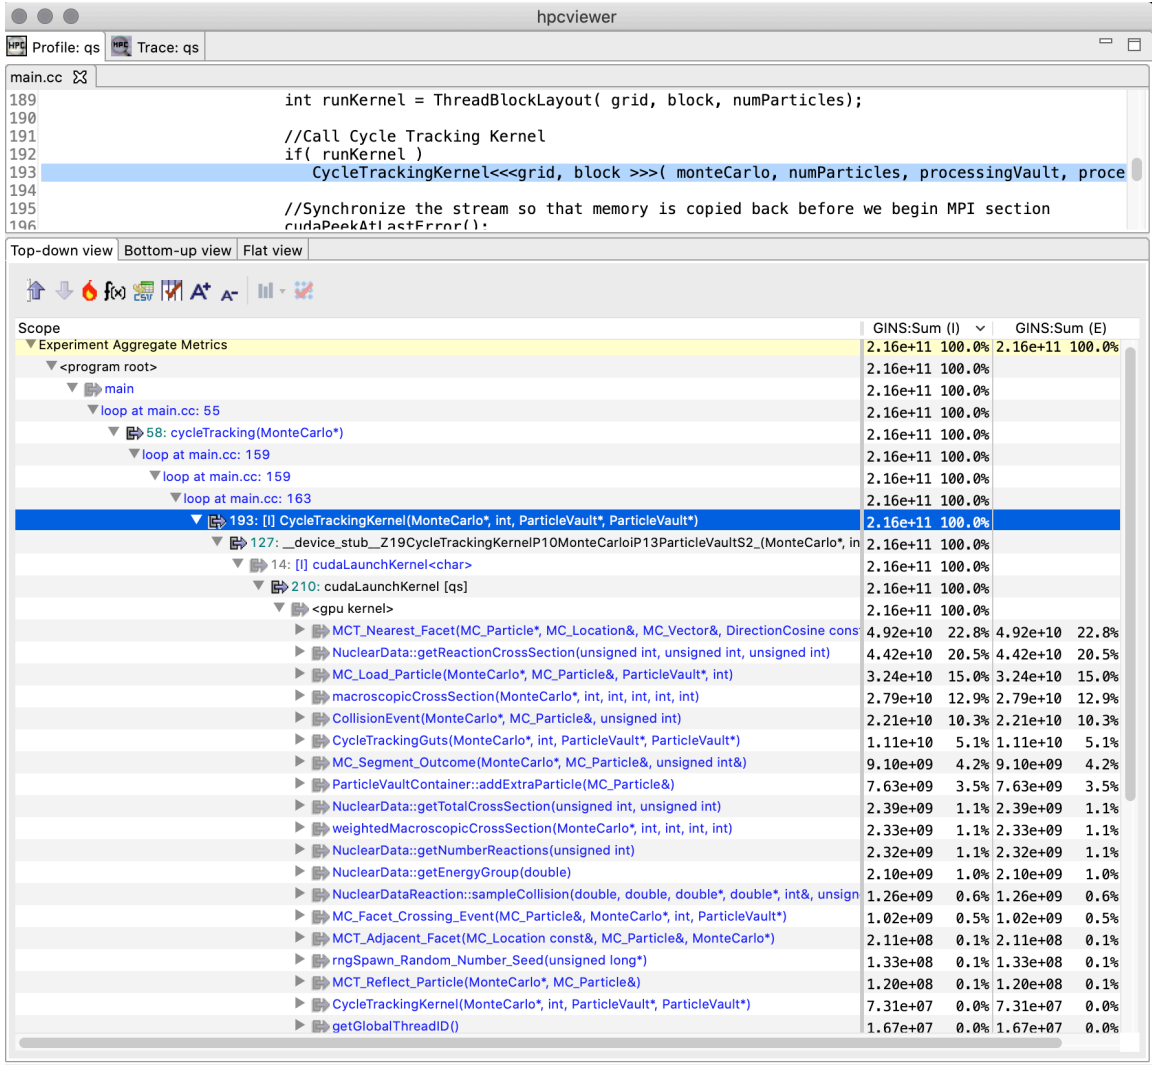 hpcviewer
Profile: qs Trace: qs
main.cc
189 int runKernel = ThreadBlockLayout( grid, block, numParticles);
190
191 //Call Cycle Tracking Kernel
192 if( runKernel )
193 CycleTrackingKernel<<<grid, block >>>( monteCarlo, numParticles, processingVault, proce
194
195 //Synchronize the stream so that memory is copied back before we begin MPI section
196 cudaPeekAtLastError();
Top-down view Bottom-up view Flat view
f(x) CSV A+ A-
Scope GINS:Sum (I) GINS:Sum (E)
Experiment Aggregate Metrics 2.16e+11 100.0% 2.16e+11 100.0%
<program root> 2.16e+11 100.0%
main 2.16e+11 100.0%
loop at main.cc: 55 2.16e+11 100.0%
58: cycleTracking(MonteCarlo*) 2.16e+11 100.0%
loop at main.cc: 159 2.16e+11 100.0%
loop at main.cc: 159 2.16e+11 100.0%
loop at main.cc: 163 2.16e+11 100.0%
193: [I] CycleTrackingKernel(MonteCarlo*, int, ParticleVault*, ParticleVault*) 2.16e+11 100.0%
127: __device_stub__Z19CycleTrackingKernelP10MonteCarloiP13ParticleVaultS2_(MonteCarlo*, in 2.16e+11 100.0%
14: [I] cudaLaunchKernel<char> 2.16e+11 100.0%
210: cudaLaunchKernel [qs] 2.16e+11 100.0%
<gpu kernel> 2.16e+11 100.0%
MCT_Nearest_Facet(MC_Particle*, MC_Location&, MC_Vector&, DirectionCosine cons 4.92e+10 22.8% 4.92e+10 22.8%
NuclearData::getReactionCrossSection(unsigned int, unsigned int, unsigned int) 4.42e+10 20.5% 4.42e+10 20.5%
MC_Load_Particle(MonteCarlo*, MC_Particle&, ParticleVault*, int) 3.24e+10 15.0% 3.24e+10 15.0%
macroscopicCrossSection(MonteCarlo*, int, int, int, int, int) 2.79e+10 12.9% 2.79e+10 12.9%
CollisionEvent(MonteCarlo*, MC_Particle&, unsigned int) 2.21e+10 10.3% 2.21e+10 10.3%
CycleTrackingGuts(MonteCarlo*, int, ParticleVault*, ParticleVault*) 1.11e+10 5.1% 1.11e+10 5.1%
MC_Segment_Outcome(MonteCarlo*, MC_Particle&, unsigned int&) 9.10e+09 4.2% 9.10e+09 4.2%
ParticleVaultContainer::addExtraParticle(MC_Particle&) 7.63e+09 3.5% 7.63e+09 3.5%
NuclearData::getTotalCrossSection(unsigned int, unsigned int) 2.39e+09 1.1% 2.39e+09 1.1%
weightedMacroscopicCrossSection(MonteCarlo*, int, int, int, int) 2.33e+09 1.1% 2.33e+09 1.1%
NuclearData::getNumberReactions(unsigned int) 2.32e+09 1.1% 2.32e+09 1.1%
NuclearData::getEnergyGroup(double) 2.10e+09 1.0% 2.10e+09 1.0%
NuclearDataReaction::sampleCollision(double, double, double*, double*, int&, unsign 1.26e+09 0.6% 1.26e+09 0.6%
MC_Facet_Crossing_Event(MC_Particle&, MonteCarlo*, int, ParticleVault*) 1.02e+09 0.5% 1.02e+09 0.5%
MCT_Adjacent_Facet(MC_Location const&, MC_Particle&, MonteCarlo*) 2.11e+08 0.1% 2.11e+08 0.1%
rngSpawn_Random_Number_Seed(unsigned long*) 1.33e+08 0.1% 1.33e+08 0.1%
MCT_Reflect_Particle(MonteCarlo*, MC_Particle&) 1.20e+08 0.1% 1.20e+08 0.1%
CycleTrackingKernel(MonteCarlo*, int, ParticleVault*, ParticleVault*) 7.31e+07 0.0% 7.31e+07 0.0%
getGlobalThreadID() 1.67e+07 0.0% 1.67e+07 0.0%